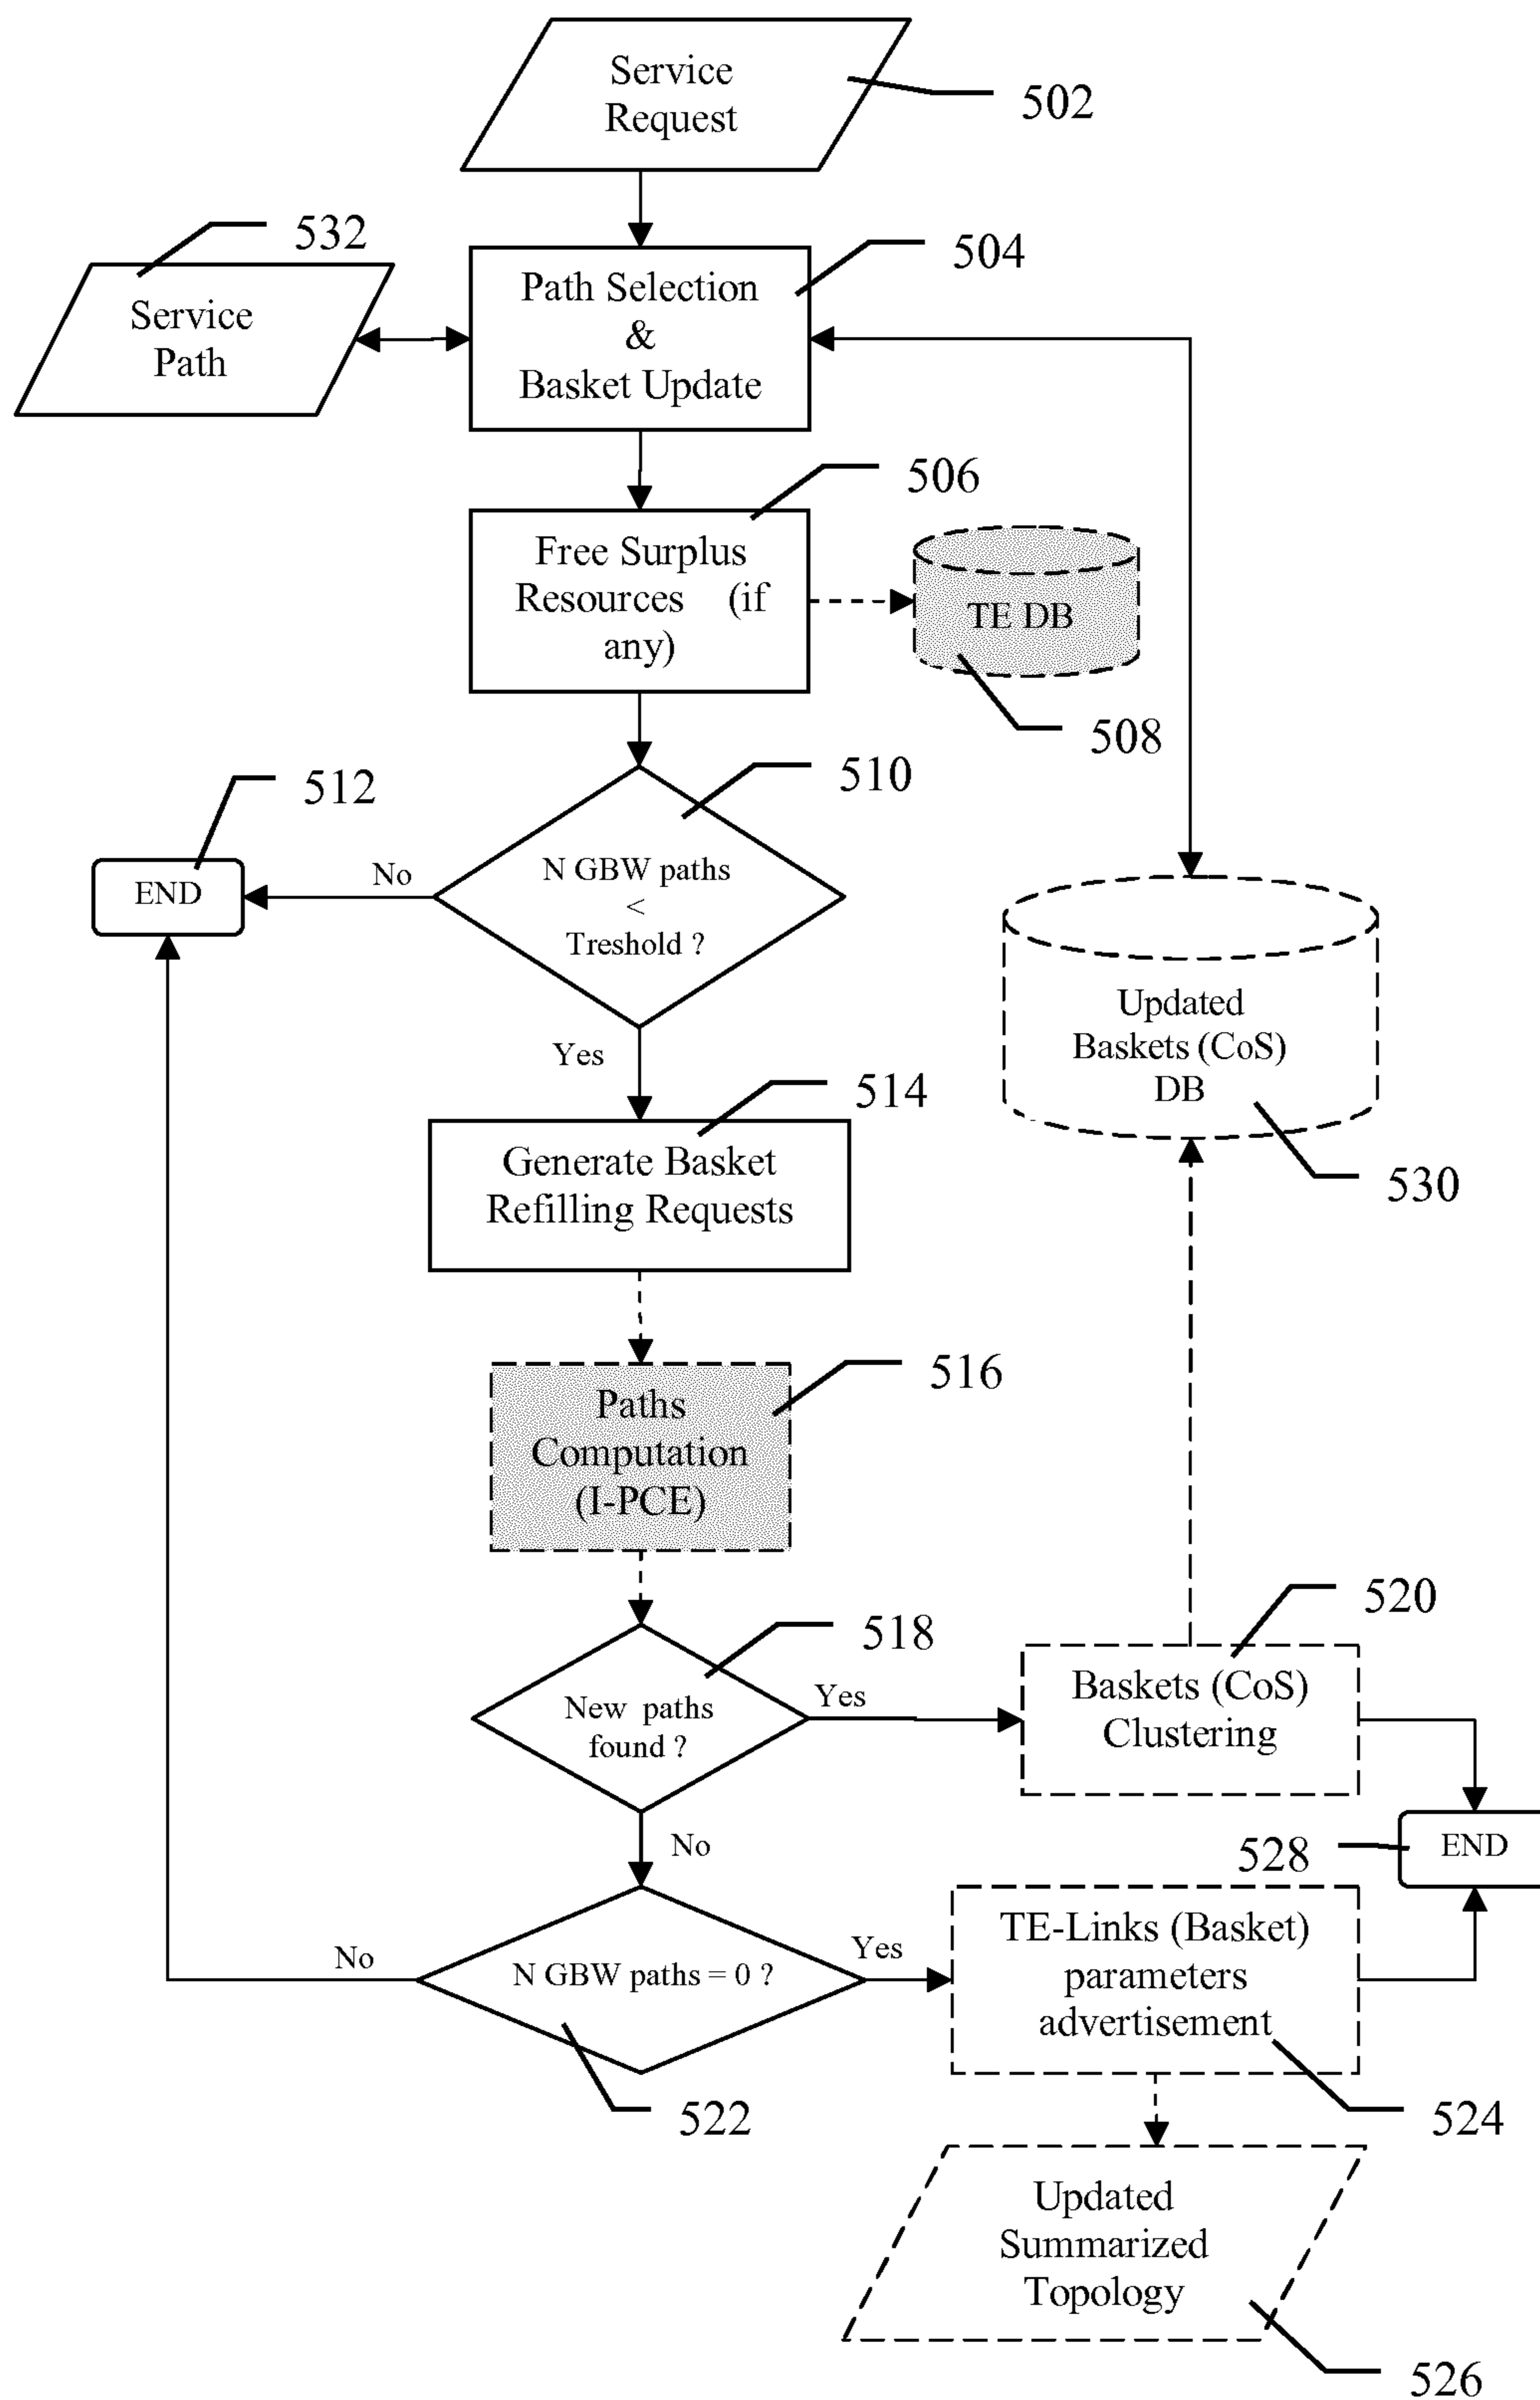 Service
Request
502
532
504
Service
Path
Path Selection
&
Basket Update
506
Free Surplus
Resources (if
any)
TE DB
508
510
512
END
No
N GBW paths
<
Treshold ?
Yes
Updated
Baskets (CoS)
DB
530
514
Generate Basket
Refilling Requests
516
Paths
Computation
(I-PCE)
518
520
New paths
found ?
Yes
Baskets (CoS)
Clustering
No
528
END
No
N GBW paths = 0 ?
Yes
TE-Links (Basket)
parameters
advertisement
522
524
Updated
Summarized
Topology
526